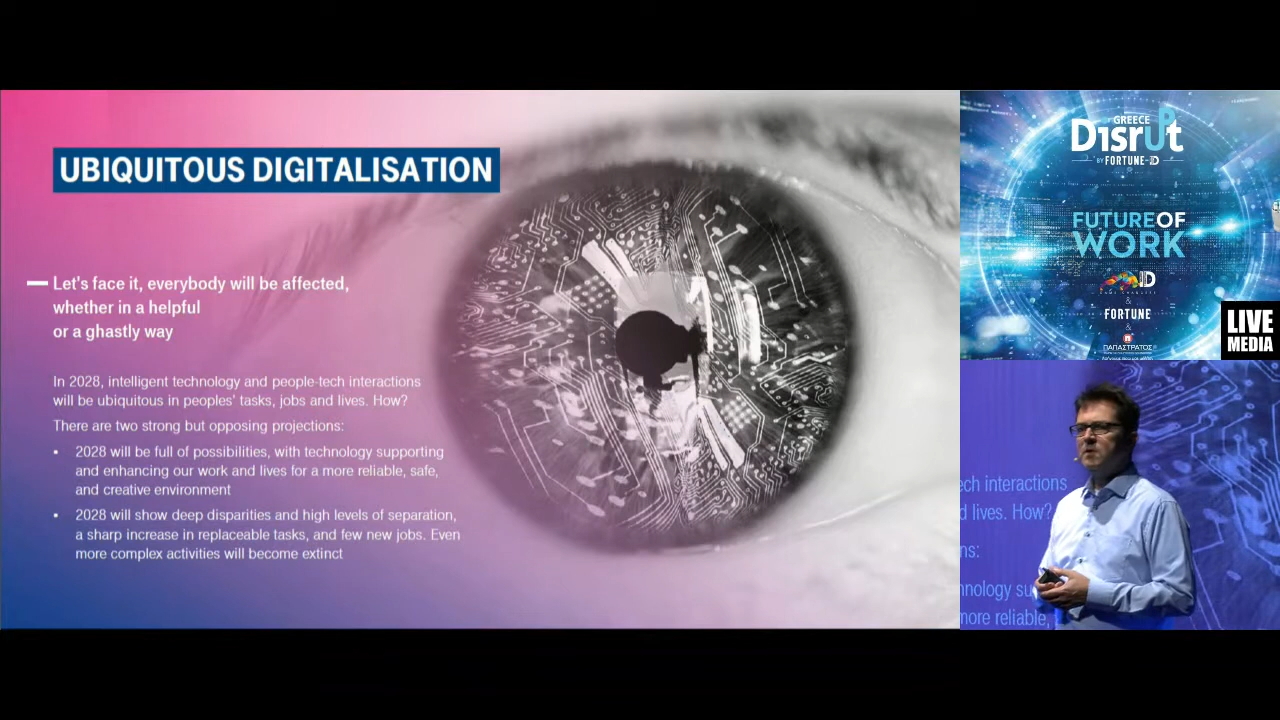 UBIQUITOUS DIGITALISATION
Let's face it, everybody will be affected,
whether in a helpful
or a ghastly way
In 2028, intelligent technology and people-tech interactions
will be ubiquitous in peoples' tasks, jobs and lives. How?
There are two strong but opposing projections:
• 2028 will be full of possibilities, with technology supporting
and enhancing our work and lives for a more reliable, safe,
and creative environment
• 2028 will show deep disparities and high levels of separation,
a sharp increase in replaceable tasks, and few new jobs. Even
more complex activities will become extinct
GREECE
DISRUPT
BY FORTUNE-ID
FUTURE OF
WORK
ID
&
FORTUNE
&
ΠΑΠΑΣΤΡΑΤΟΣ
LIVE
MEDIA
ech interactions
d lives. How?
ns:
nnology su
more reliable,